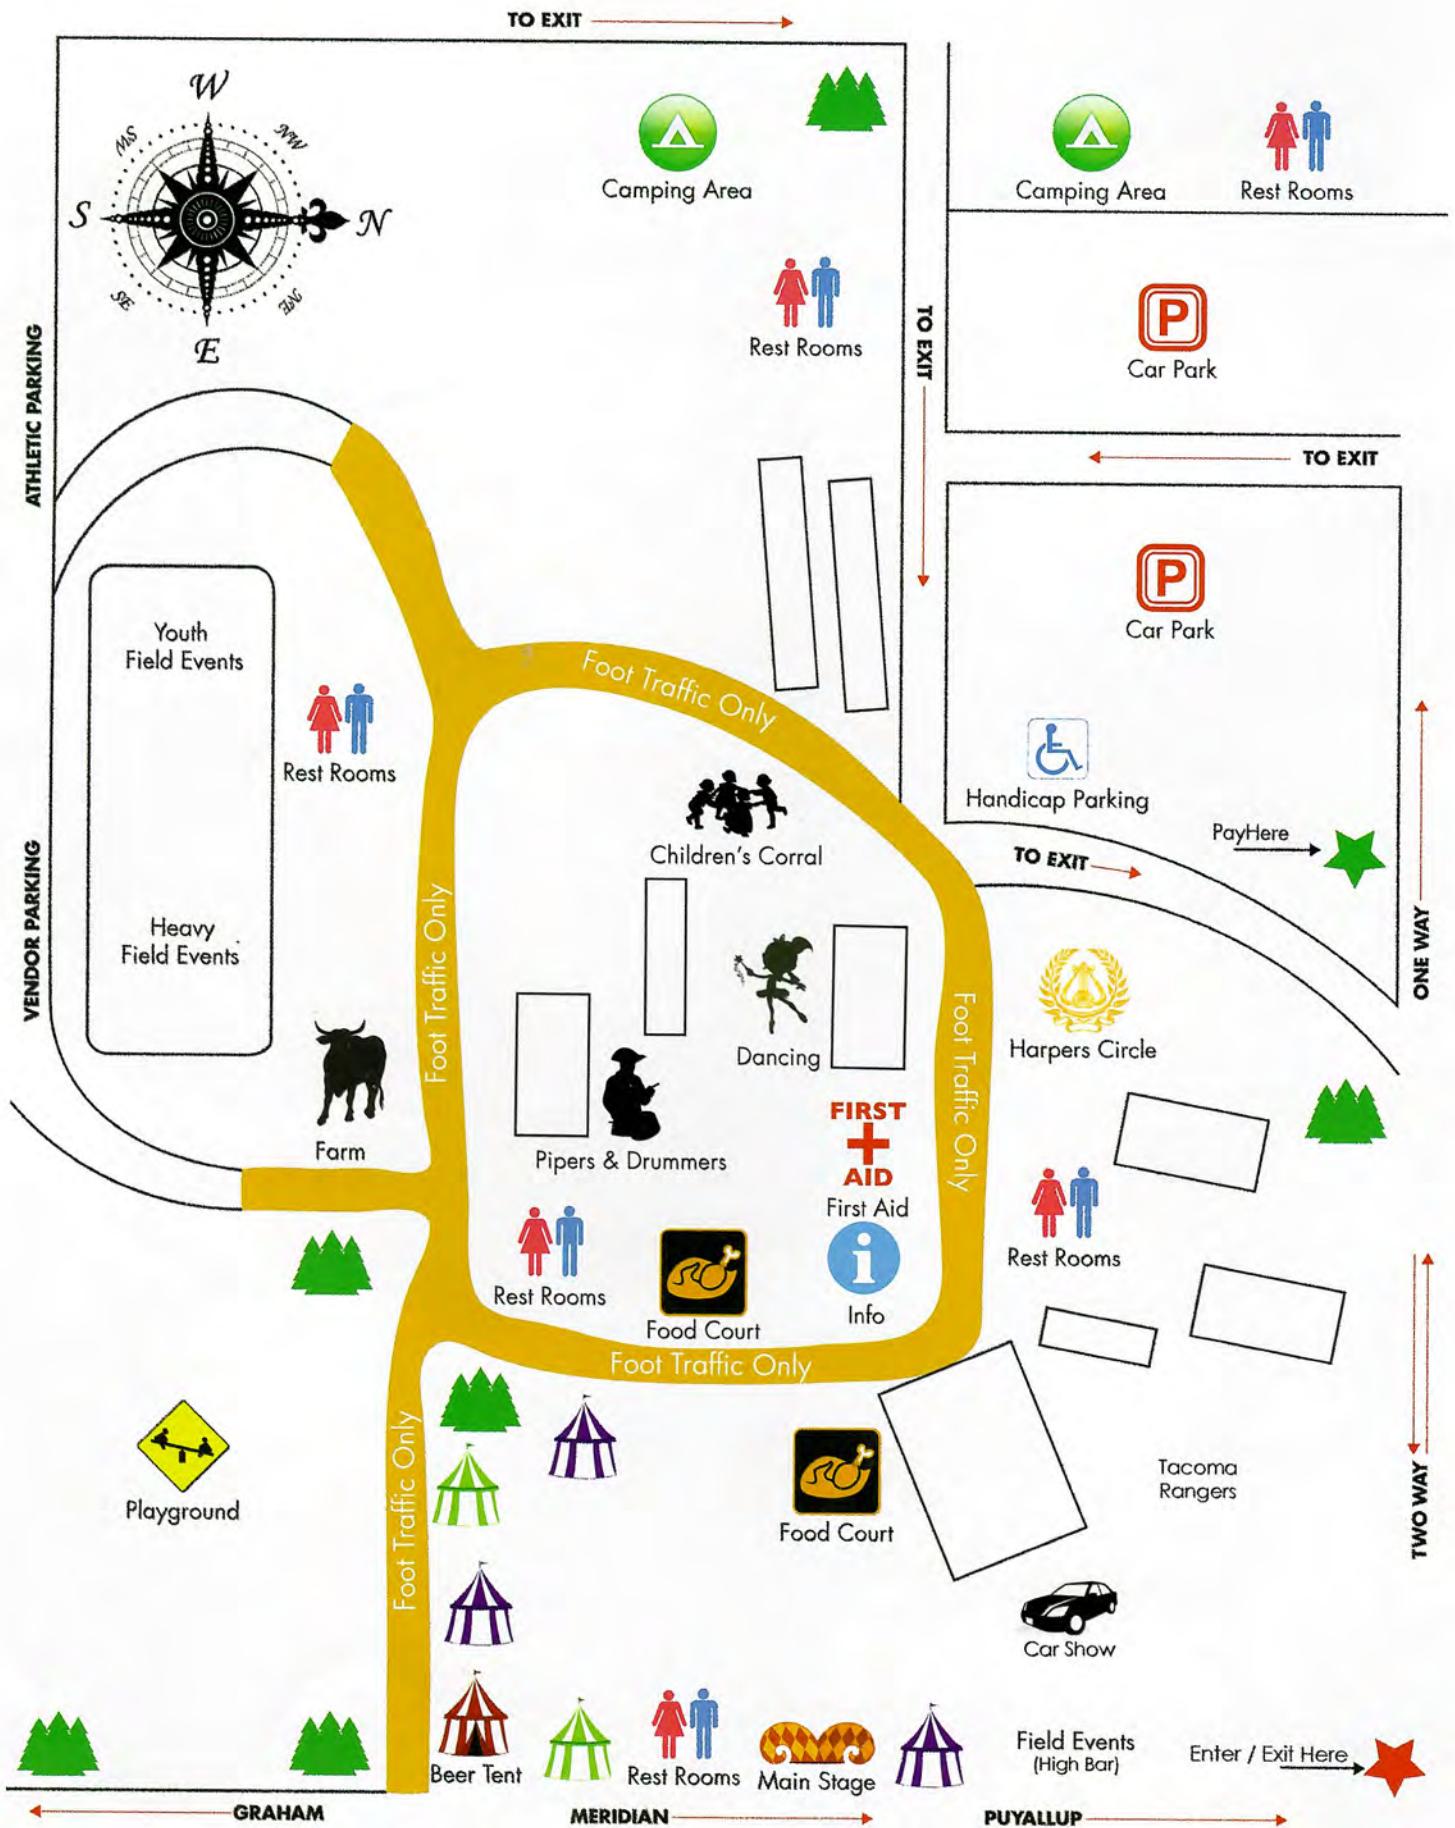 TO EXIT
W
MS
NW
S
N
SE
NE
E
Camping Area
Camping Area
Rest Rooms
Rest Rooms
TO EXIT
P
Car Park
ATHLETIC PARKING
TO EXIT
P
Car Park
Youth
Field Events
Rest Rooms
Foot Traffic Only
Handicap Parking
PayHere
TO EXIT
Children's Corral
VENDOR PARKING
Heavy
Field Events
Foot Traffic Only
ONE WAY
Dancing
Harpers Circle
Foot Traffic Only
Farm
Pipers & Drummers
FIRST
AID
First Aid
i
Info
Rest Rooms
Rest Rooms
Food Court
Foot Traffic Only
Foot Traffic Only
Playground
Food Court
Tacoma
Rangers
TWO WAY
Car Show
Beer Tent
Rest Rooms
Main Stage
Field Events
(High Bar)
Enter / Exit Here
GRAHAM
MERIDIAN
PUYALLUP